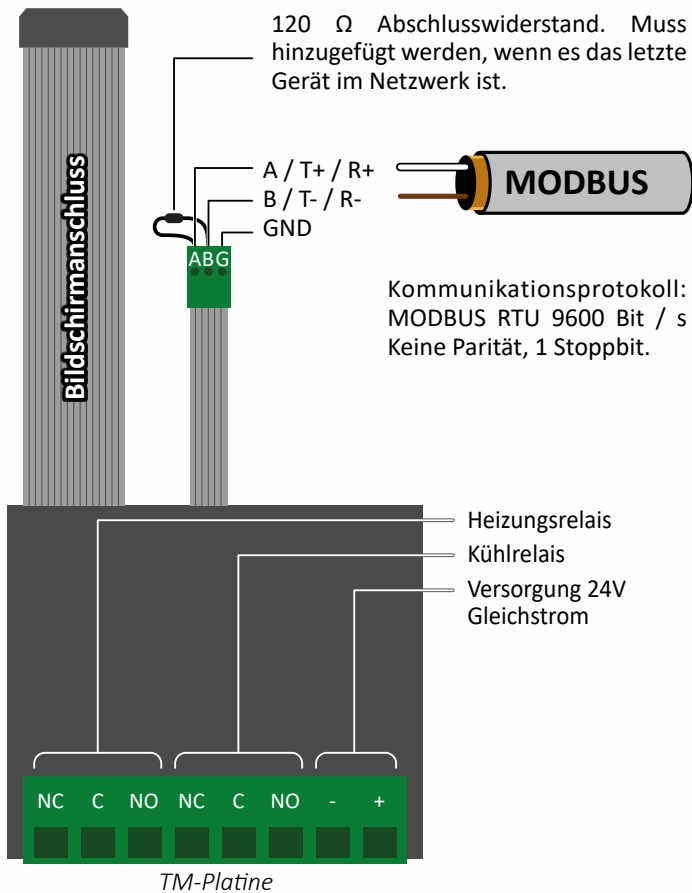 120 Ω Abschlusswiderstand. Muss
hinzugefügt werden, wenn es das letzte
Gerät im Netzwerk ist.
Bildschirmanschluss
A / T+ / R+
B / T- / R-
GND
MODBUS
ABG
Kommunikationsprotokoll:
MODBUS RTU 9600 Bit / s
Keine Parität, 1 Stoppbit.
Heizungsrelais
Kühlrelais
Versorgung 24V
Gleichstrom
NC C NO NC C NO - +
TM-Platine